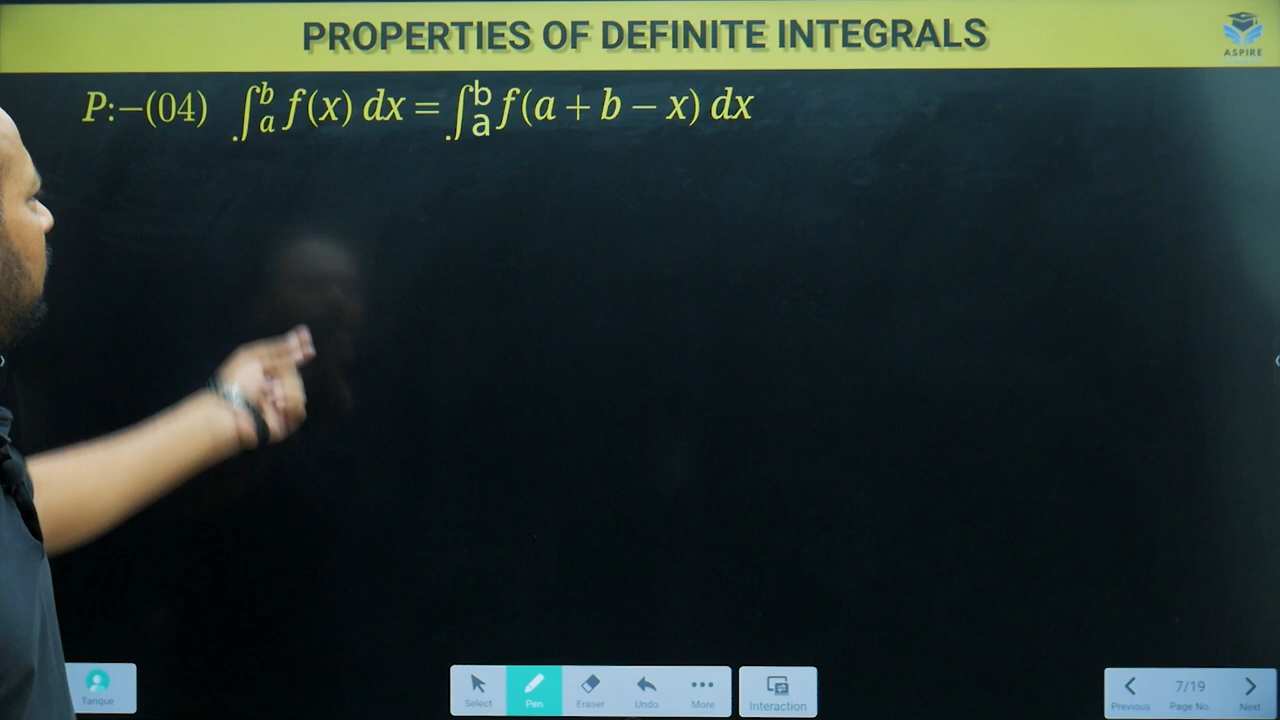 PROPERTIES OF DEFINITE INTEGRALS
ASPIRE
P:−(04) ∫ₐᵇ f(x) dx = ∫ₐᵇ f(a + b − x) dx
Tarique
Select Pen Eraser Undo More
Interaction
Previous 7/19 Page No. Next